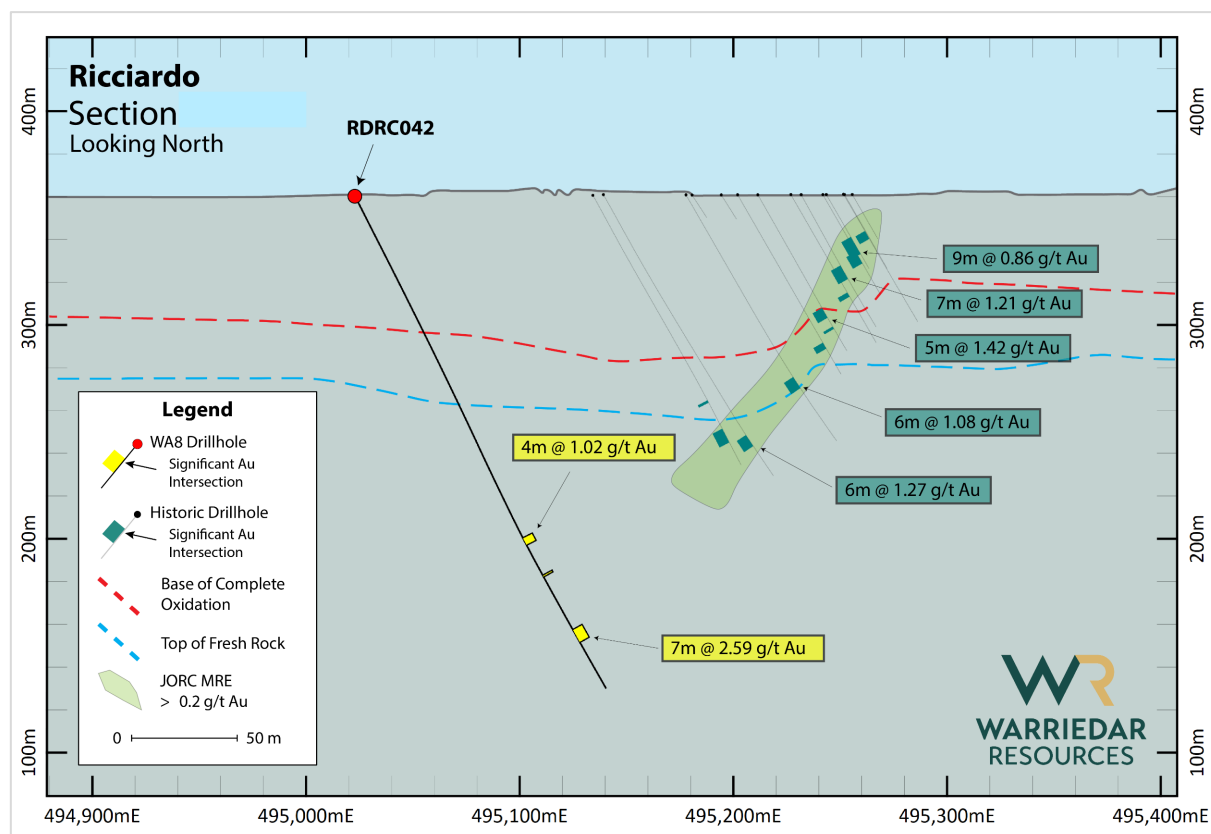 Ricciardo
Section
Looking North
RDRC042
400m
300m
200m
100m
400m
300m
200m
100m
9m @ 0.86 g/t Au
7m @ 1.21 g/t Au
5m @ 1.42 g/t Au
6m @ 1.08 g/t Au
6m @ 1.27 g/t Au
4m @ 1.02 g/t Au
7m @ 2.59 g/t Au
Legend
WA8 Drillhole
Significant Au
Intersection
Historic Drillhole
Significant Au
Intersection
Base of Complete
Oxidation
Top of Fresh Rock
JORC MRE
> 0.2 g/t Au
0 50 m
WR
WARRIEDAR
RESOURCES
494,900mE 495,000mE 495,100mE 495,200mE 495,300mE 495,400mE